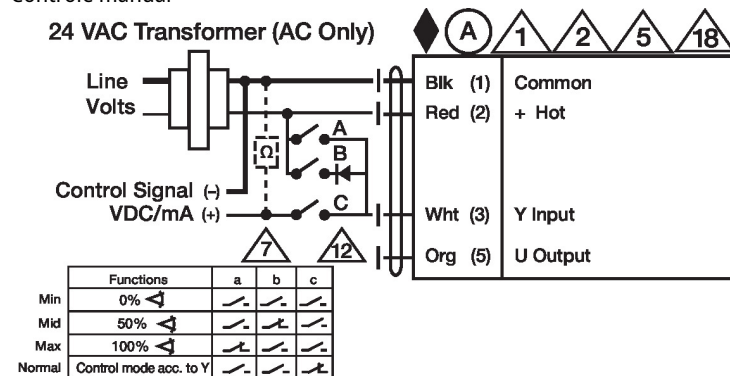 24 VAC Transformer (AC Only)
A 1 2 5 18
Line
Volts
Blk (1) Common
Red (2) + Hot
A
B
Ω
C
Control Signal (-)
VDC/mA (+)
Wht (3) Y Input
Org (5) U Output
7 12
Functions a b c
Min 0%
Mid 50%
Max 100%
Normal Control mode acc. to Y